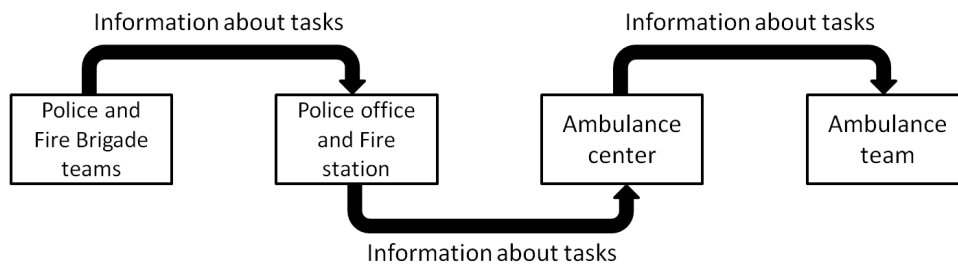 Information about tasks
Information about tasks
Police and
Fire Brigade
teams
Police office
and Fire
station
Ambulance
center
Ambulance
team
Information about tasks